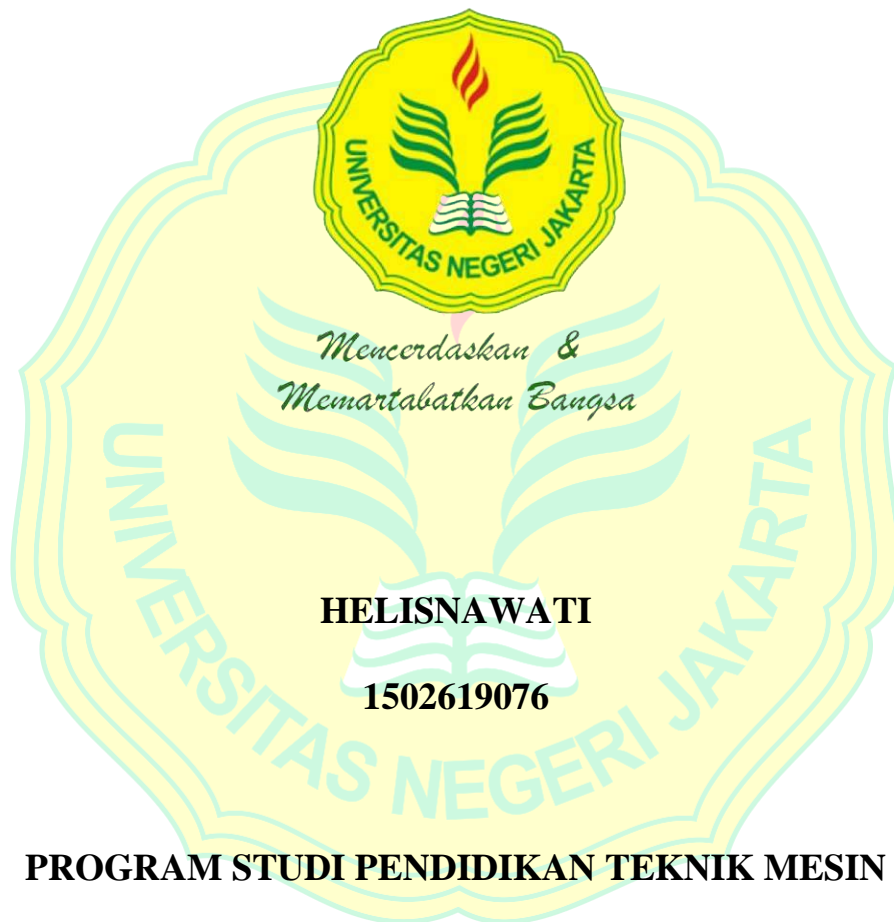 UNIVERSITAS NEGERI JAKARTA
Mencerdaskan &
Memartabatkan Bangsa
UNIVERSITAS NEGERI JAKARTA
HELISNAWATI
1502619076
PROGRAM STUDI PENDIDIKAN TEKNIK MESIN